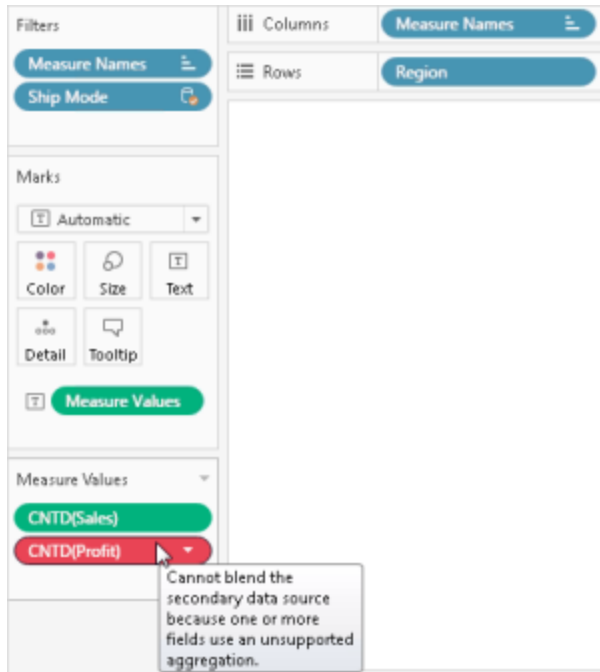 Filters
Columns
Measure Names
Measure Names
Rows
Region
Ship Mode
Marks
Automatic
Color
Size
Text
Detail
Tooltip
Measure Values
Measure Values
CNTD(Sales)
CNTD(Profit)
Cannot blend the
secondary data source
because one or more
fields use an unsupported
aggregation.